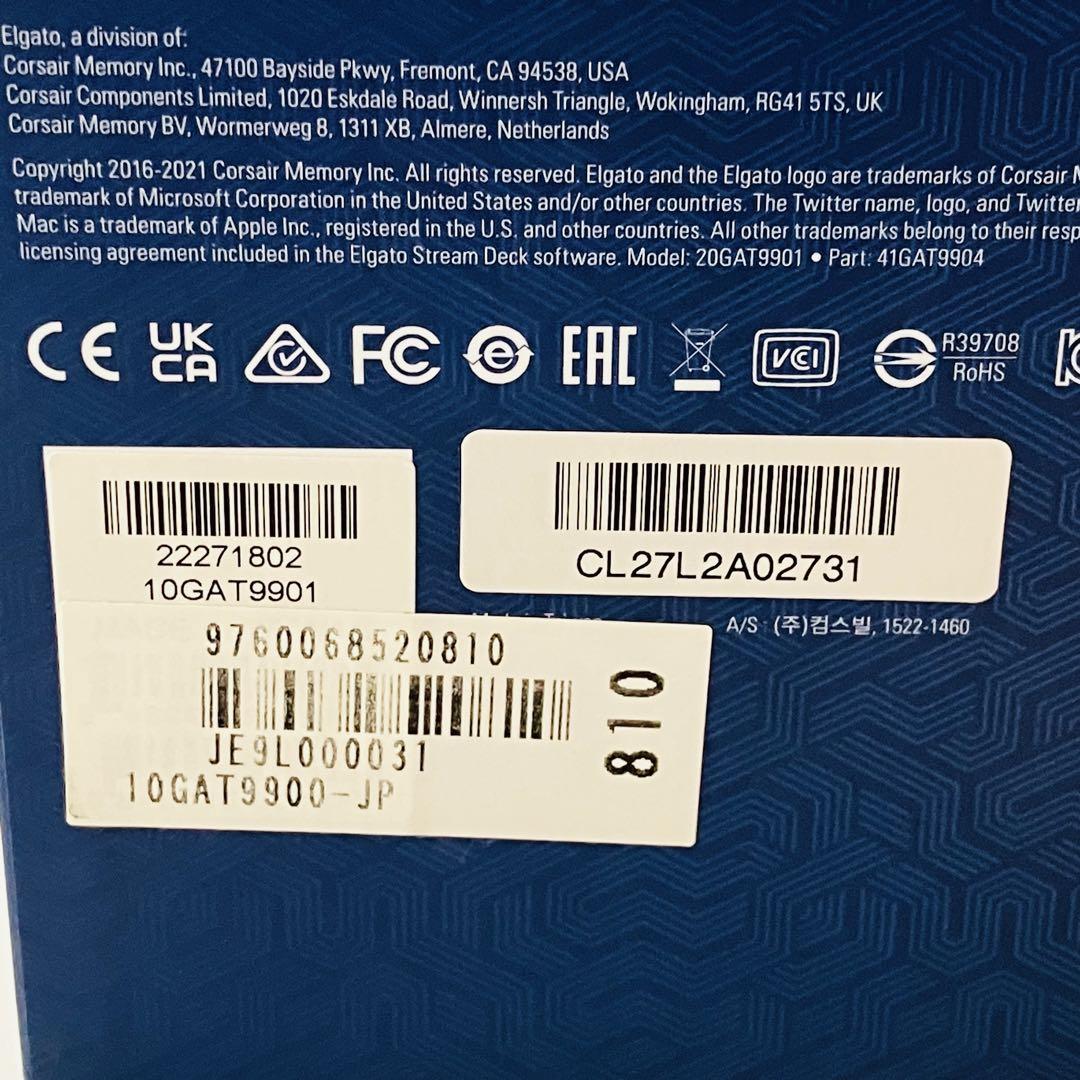 Elgato, a division of:
Corsair Memory Inc., 47100 Bayside Pkwy, Fremont, CA 94538, USA
Corsair Components Limited, 1020 Eskdale Road, Winnersh Triangle, Wokingham, RG41 5TS, UK
Corsair Memory BV, Wormerweg 8, 1311 XB, Almere, Netherlands
Copyright 2016-2021 Corsair Memory Inc. All rights reserved. Elgato and the Elgato logo are trademarks of Corsair
trademark of Microsoft Corporation in the United States and/or other countries. The Twitter name, logo, and Twitter
Mac is a trademark of Apple Inc., registered in the U.S. and other countries. All other trademarks belong to their
licensing agreement included in the Elgato Stream Deck software. Model: 20GAT9901 • Part: 41GAT9904
CE UK CA FC e EAC VCI R39708 RoHS
22271802
10GAT9901
CL27L2A02731
A/S : (주)컴스빌, 1522-1460
9760068520810
JE9L000031
10GAT9900-JP
810